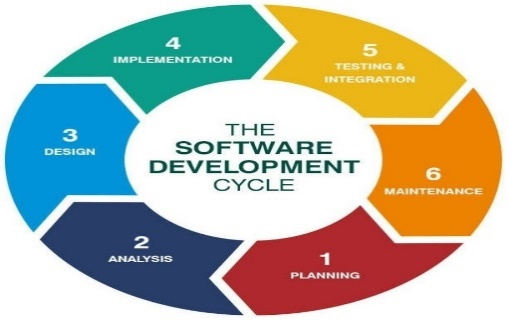 THE
SOFTWARE
DEVELOPMENT
CYCLE
1
PLANNING
2
ANALYSIS
3
DESIGN
4
IMPLEMENTATION
5
TESTING &
INTEGRATION
6
MAINTENANCE